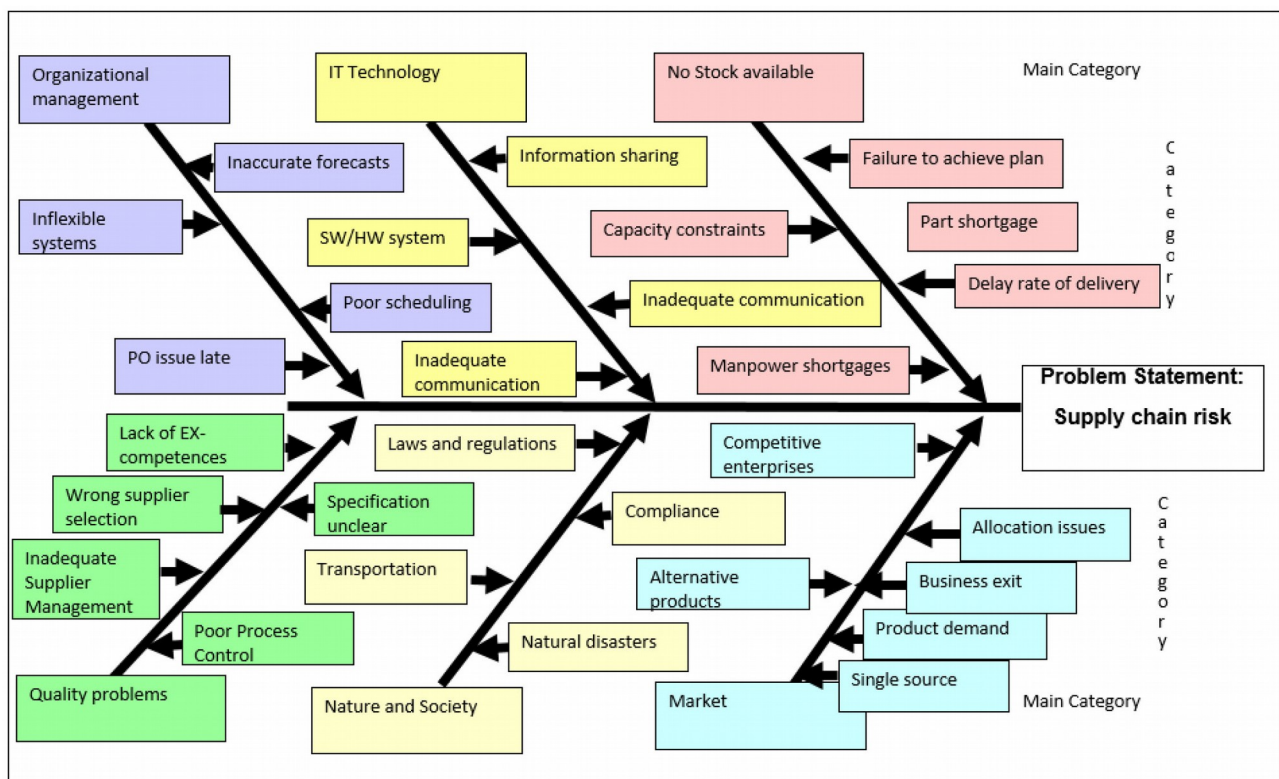 Organizational
management
IT Technology
No Stock available
Main Category
Inaccurate forecasts
Information sharing
Failure to achieve plan
Inflexible
systems
SW/HW system
Capacity constraints
Part shortgage
Poor scheduling
Inadequate communication
Delay rate of delivery
PO issue late
Inadequate
communication
Manpower shortgages
Category
Problem Statement:
Supply chain risk
Lack of EX-
competences
Laws and regulations
Competitive
enterprises
Wrong supplier
selection
Specification
unclear
Compliance
Allocation issues
Inadequate
Supplier
Management
Transportation
Alternative
products
Business exit
Poor Process
Control
Natural disasters
Product demand
Single source
Category
Quality problems
Nature and Society
Market
Main Category